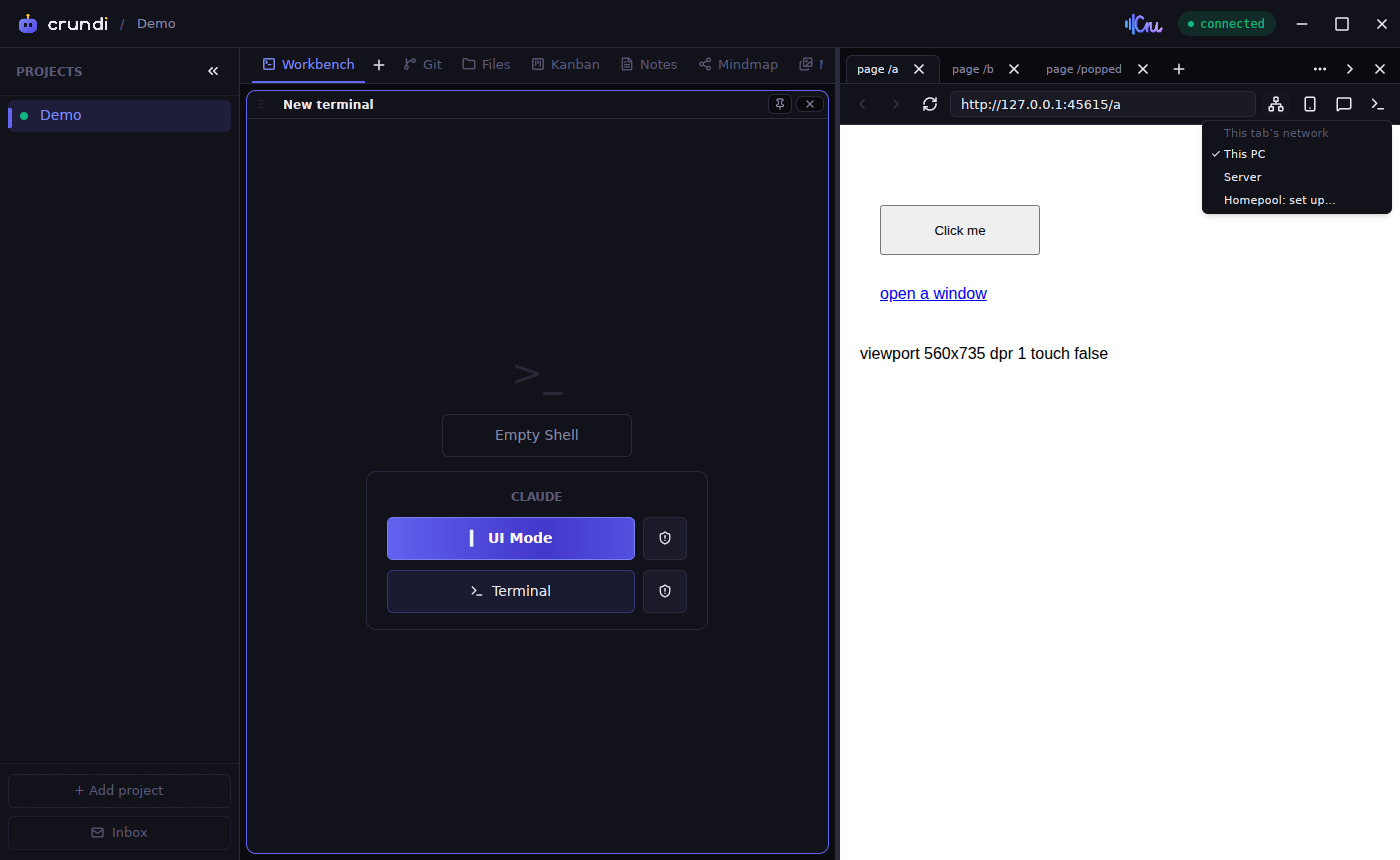 crundi / Demo
Cru
connected
PROJECTS
Demo
+ Add project
Inbox
Workbench
Git
Files
Kanban
Notes
Mindmap
New terminal
>_
Empty Shell
CLAUDE
UI Mode
Terminal
page /a
page /b
page /popped
http://127.0.0.1:45615/a
This tab's network
This PC
Server
Homepool: set up...
Click me
open a window
viewport 560x735 dpr 1 touch false